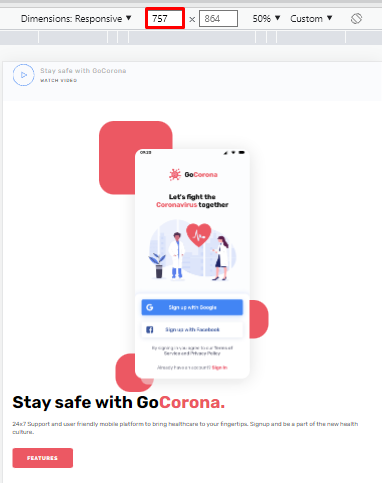 Dimensions: Responsive ▼ 757 × 864 50% ▼ Custom ▼
Stay safe with GoCorona
WATCH VIDEO
09:20
GoCorona
Let's fight the
Coronavirus together
G Sign up with Google
Sign up with Facebook
By signing in you agree to our Terms of
Service and Privacy Policy
Already have an account? Sign in
Stay safe with GoCorona.
24x7 Support and user friendly mobile platform to bring healthcare to your fingertips. Signup and be a part of the new health
culture.
FEATURES